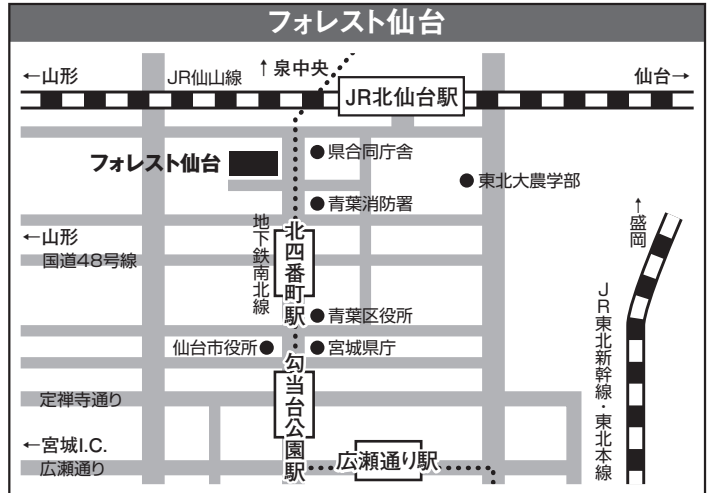 フォレスト仙台
←山形
JR仙山線
↑泉中央
仙台→
JR北仙台駅
フォレスト仙台
●県合同庁舎
●東北大農学部
●青葉消防署
↑盛岡
←山形
国道48号線
地下鉄南北線
北四番町駅
JR東北新幹線・東北本線
●青葉区役所
仙台市役所●
●宮城県庁
勾当台公園駅
定禅寺通り
←宮城I.C.
広瀬通り
広瀬通り駅